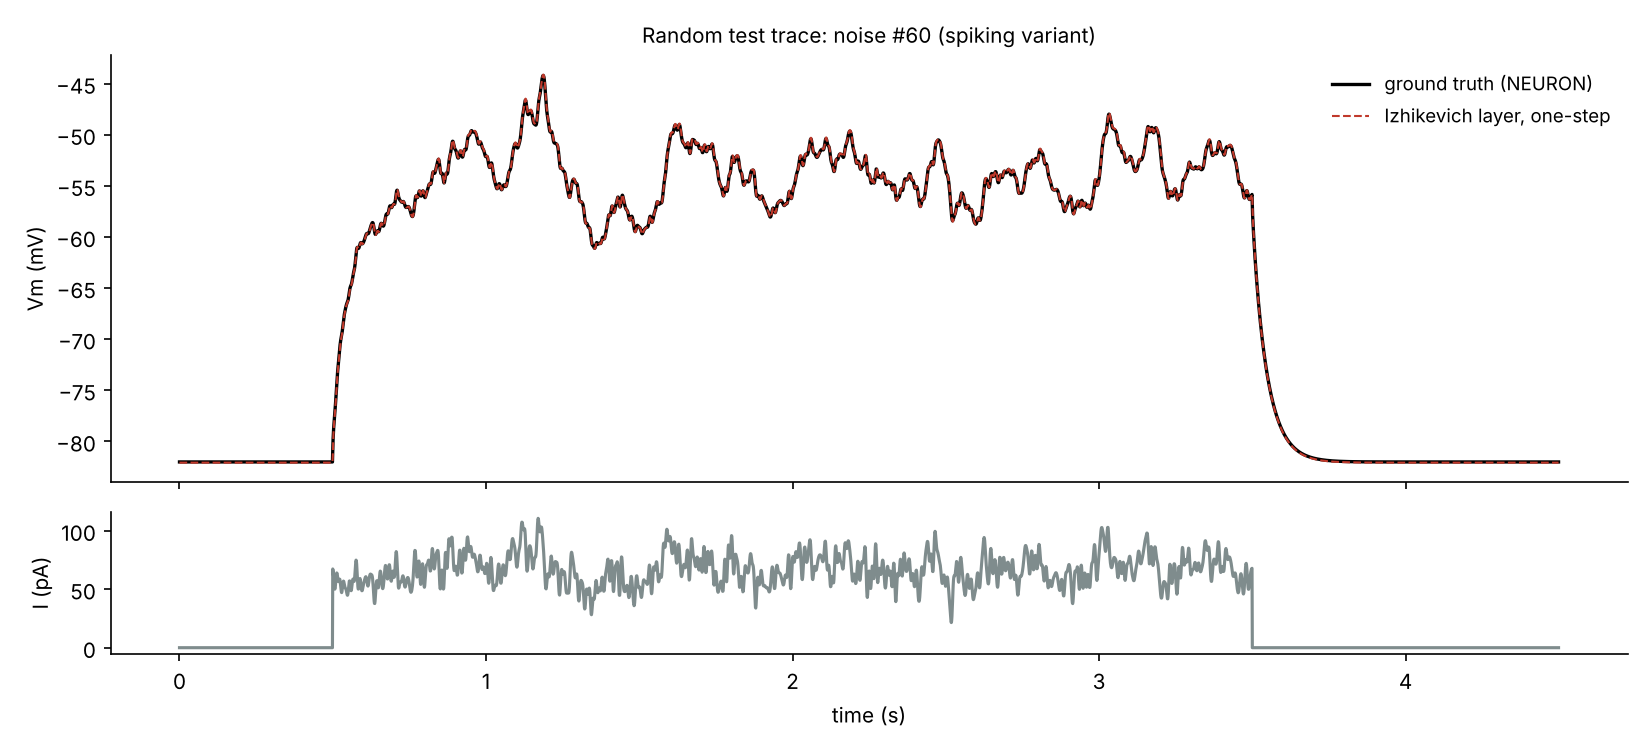 Random test trace: noise #60 (spiking variant)
ground truth (NEURON)
Izhikevich layer, one-step
Vm (mV)
−45
−50
−55
−60
−65
−70
−75
−80
I (pA)
100
50
0
0 1 2 3 4
time (s)